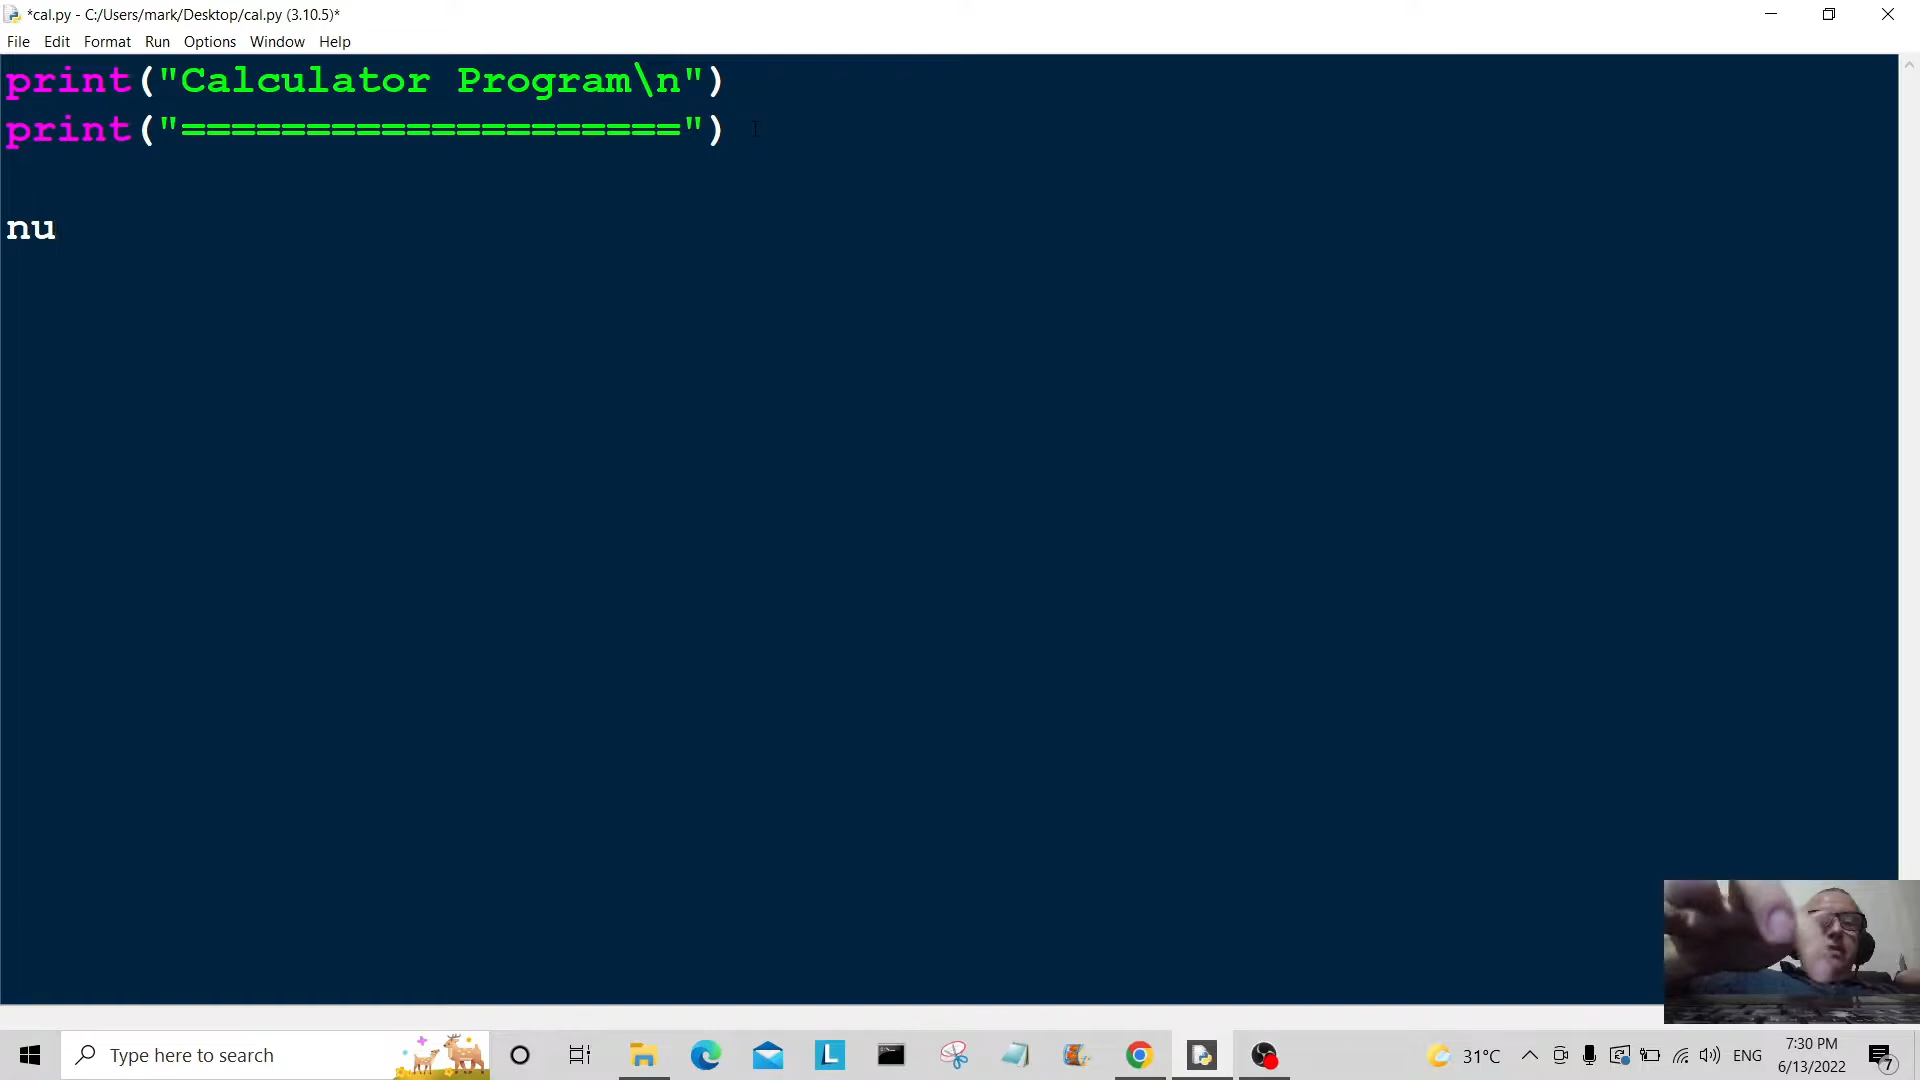 *cal.py - C:/Users/mark/Desktop/cal.py (3.10.5)*
File Edit Format Run Options Window Help
print("Calculator Program\n")
print("====================")
nu
Type here to search
L
31°C
ENG
7:30 PM
6/13/2022
7